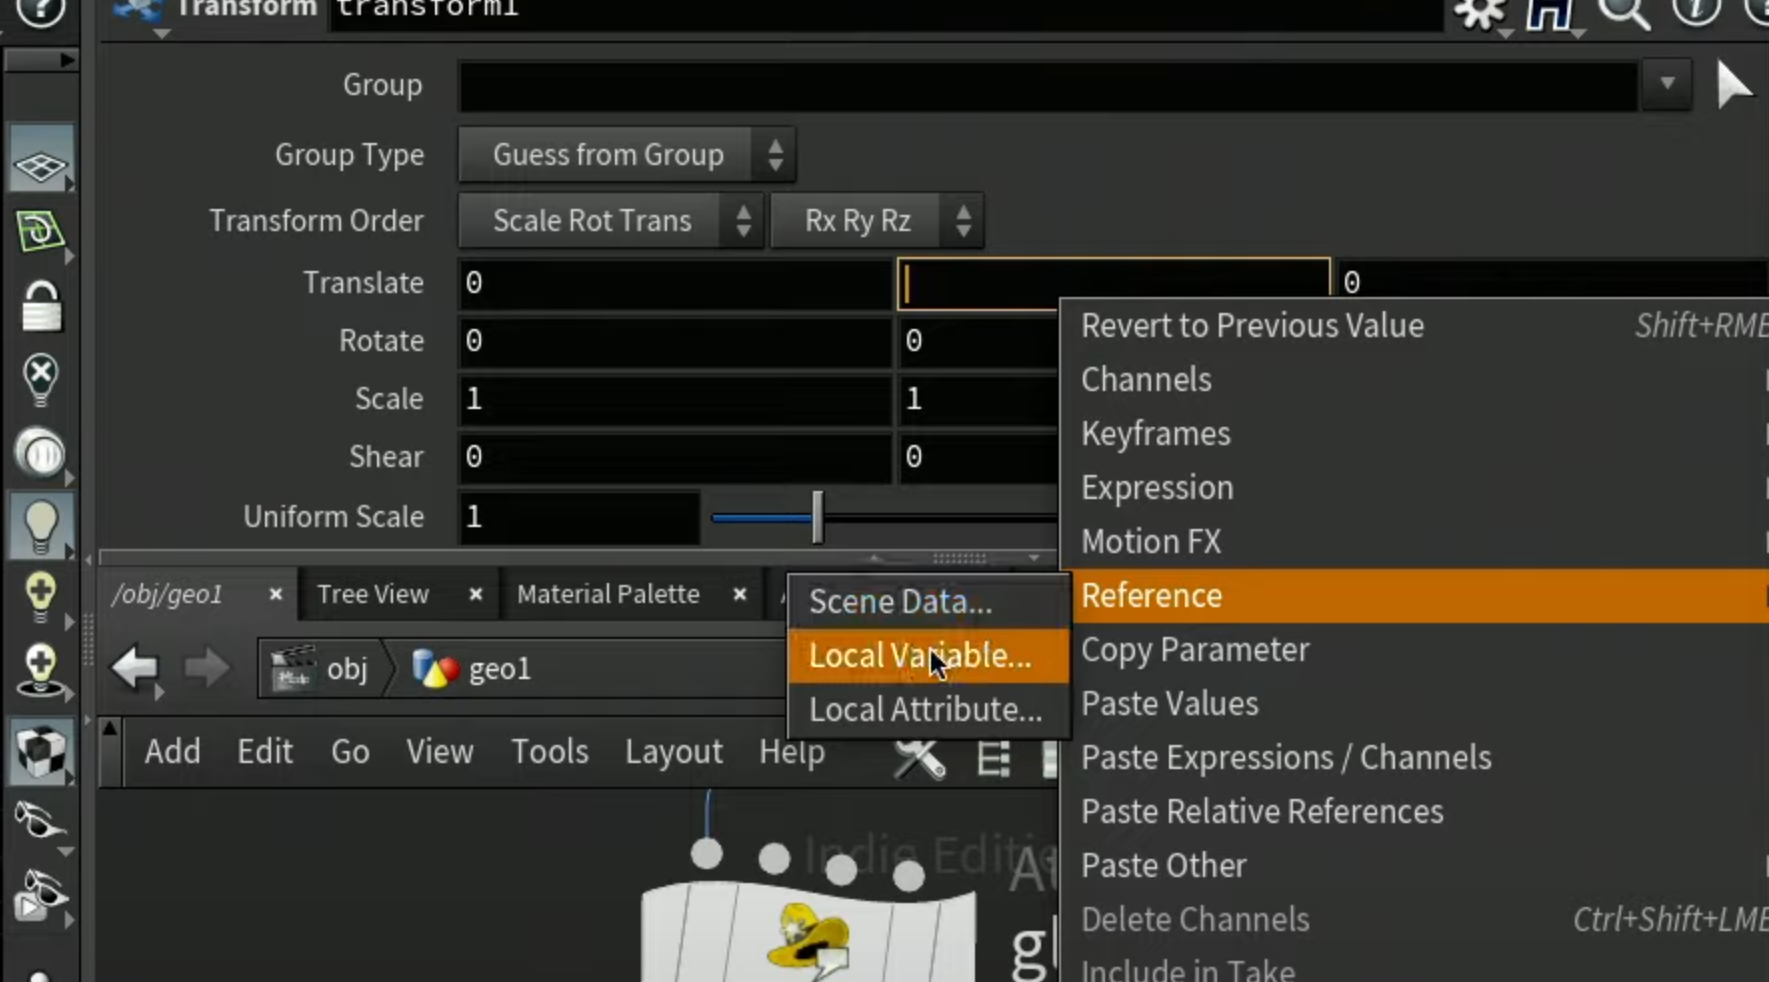 Transform transform1
Group
Group Type Guess from Group
Transform Order Scale Rot Trans Rx Ry Rz
Translate 0 0
Rotate 0 0
Scale 1 1
Shear 0 0
Uniform Scale 1
Revert to Previous Value Shift+RMB
Channels
Keyframes
Expression
Motion FX
Reference
Copy Parameter
Paste Values
Paste Expressions / Channels
Paste Relative References
Paste Other
Delete Channels Ctrl+Shift+LMB
Include in Take
Scene Data...
Local Variable...
Local Attribute...
/obj/geo1 Tree View Material Palette
obj geo1
Add Edit Go View Tools Layout Help
Indie Editi